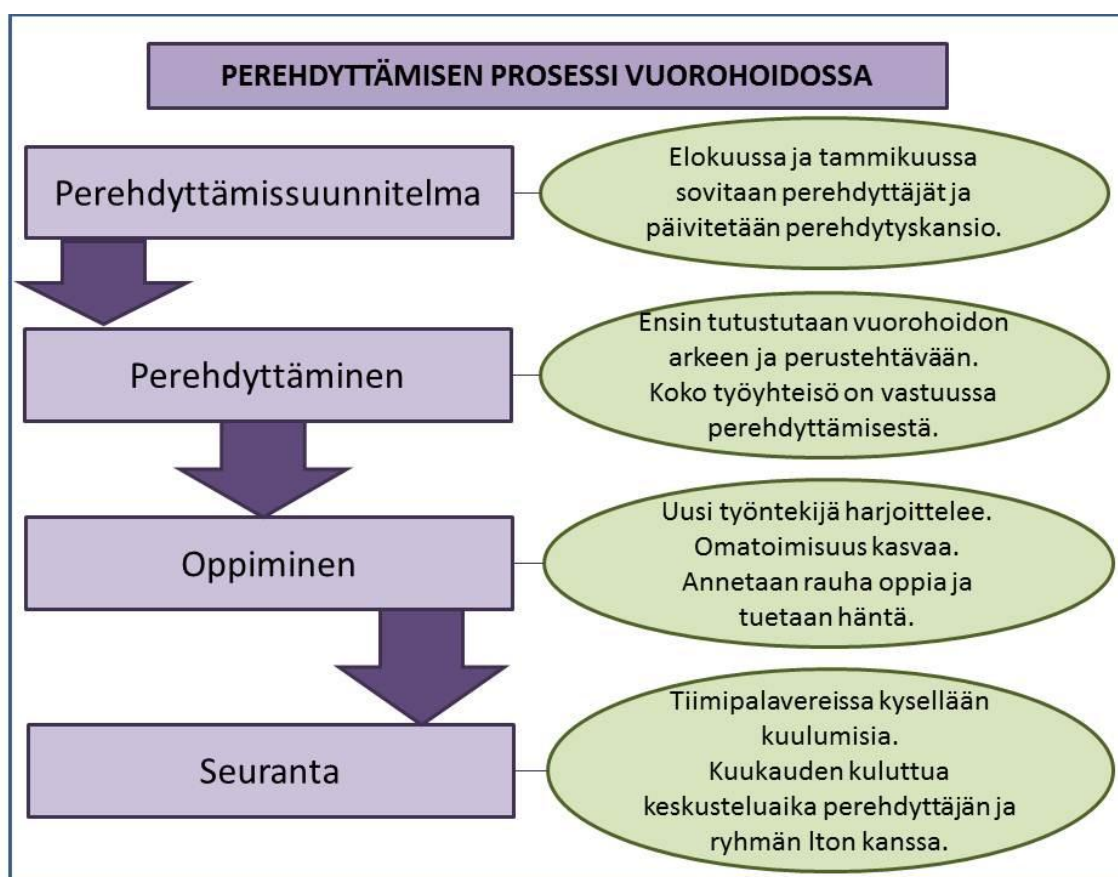 PEREHDYTTÄMISEN PROSESSI VUOROHOIDOSSA
Perehdyttämissuunnitelma
Elokuussa ja tammikuussa
sovitaan perehdyttäjät ja
päivitetään perehdytyskansio.
Perehdyttäminen
Ensin tutustutaan vuorohoidon
arkeen ja perustehtävään.
Koko työyhteisö on vastuussa
perehdyttämisestä.
Oppiminen
Uusi työntekijä harjoittelee.
Omatoimisuus kasvaa.
Annetaan rauha oppia ja
tuetaan häntä.
Seuranta
Tiimipalavereissa kysellään
kuulumisia.
Kuukauden kuluttua
keskusteluaika perehdyttäjän ja
ryhmän lton kanssa.